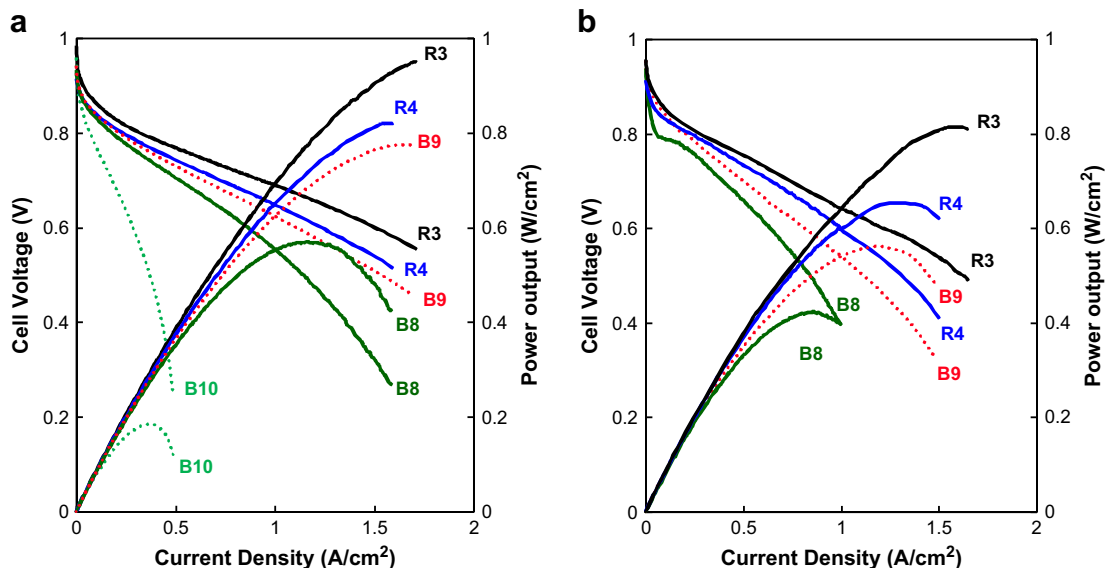 a
1
0.8
0.6
0.4
0.2
0
0
0.5
1
1.5
2
1
0.8
0.6
0.4
0.2
0
Cell Voltage (V)
Current Density (A/cm²)
Power output (W/cm²)
R3
R4
B9
R3
R4
B9
B8
B8
B10
B10
b
1
0.8
0.6
0.4
0.2
0
0
0.5
1
1.5
2
1
0.8
0.6
0.4
0.2
0
Cell Voltage (V)
Current Density (A/cm²)
Power output (W/cm²)
R3
R4
R3
B9
B8
R4
B8
B9